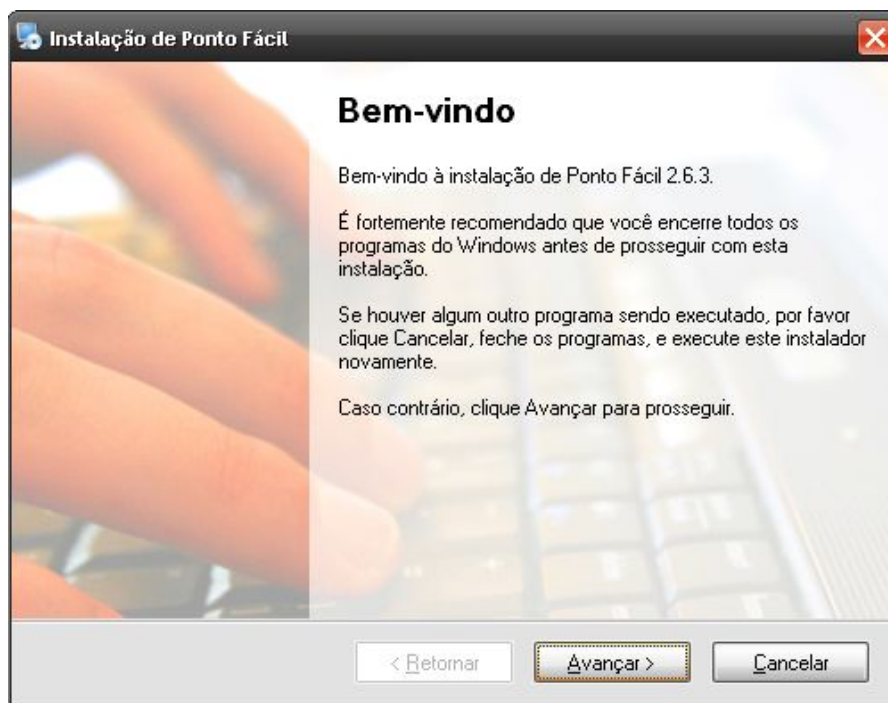 Instalação de Ponto Fácil
Bem-vindo
Bem-vindo à instalação de Ponto Fácil 2.6.3.
É fortemente recomendado que você encerre todos os
programas do Windows antes de prosseguir com esta
instalação.
Se houver algum outro programa sendo executado, por favor
clique Cancelar, feche os programas, e execute este instalador
novamente.
Caso contrário, clique Avançar para prosseguir.
< Retornar
Avançar >
Cancelar